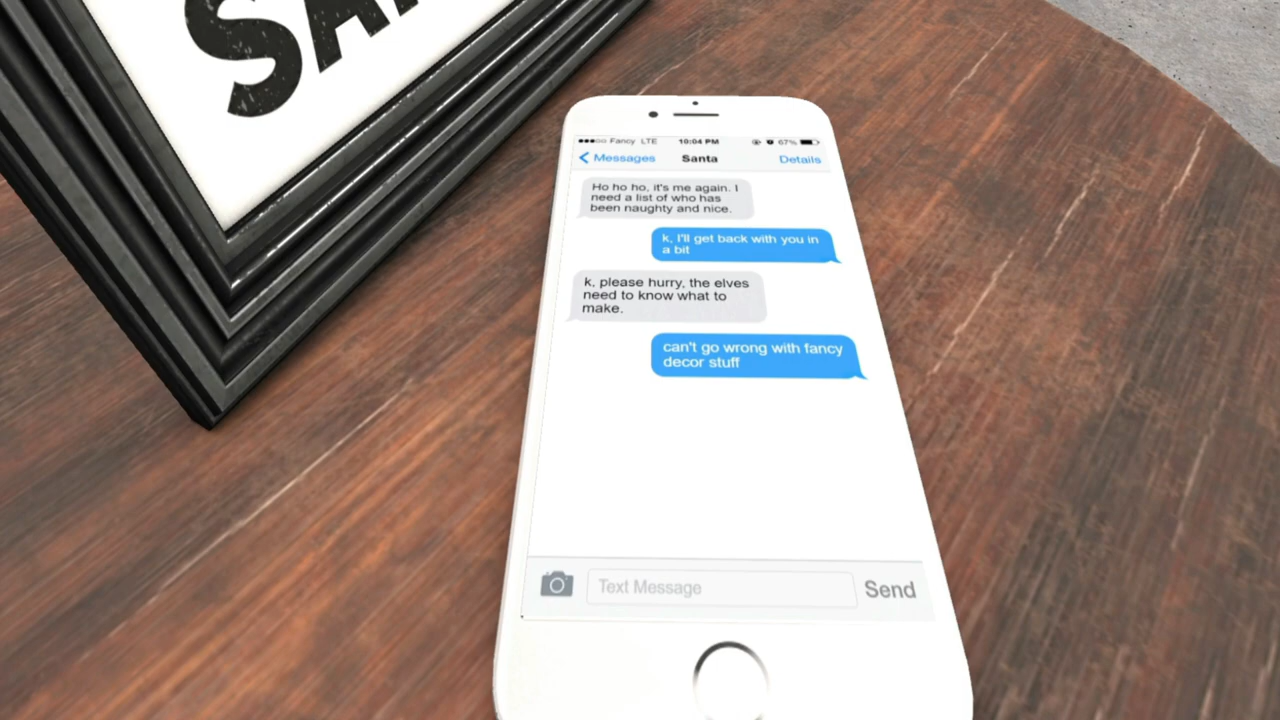 Fancy LTE 10:04 PM 67%
Messages Santa Details
Ho ho ho, it's me again. I
need a list of who has
been naughty and nice.
k, I'll get back with you in
a bit
k, please hurry, the elves
need to know what to
make.
can't go wrong with fancy
decor stuff
Text Message Send